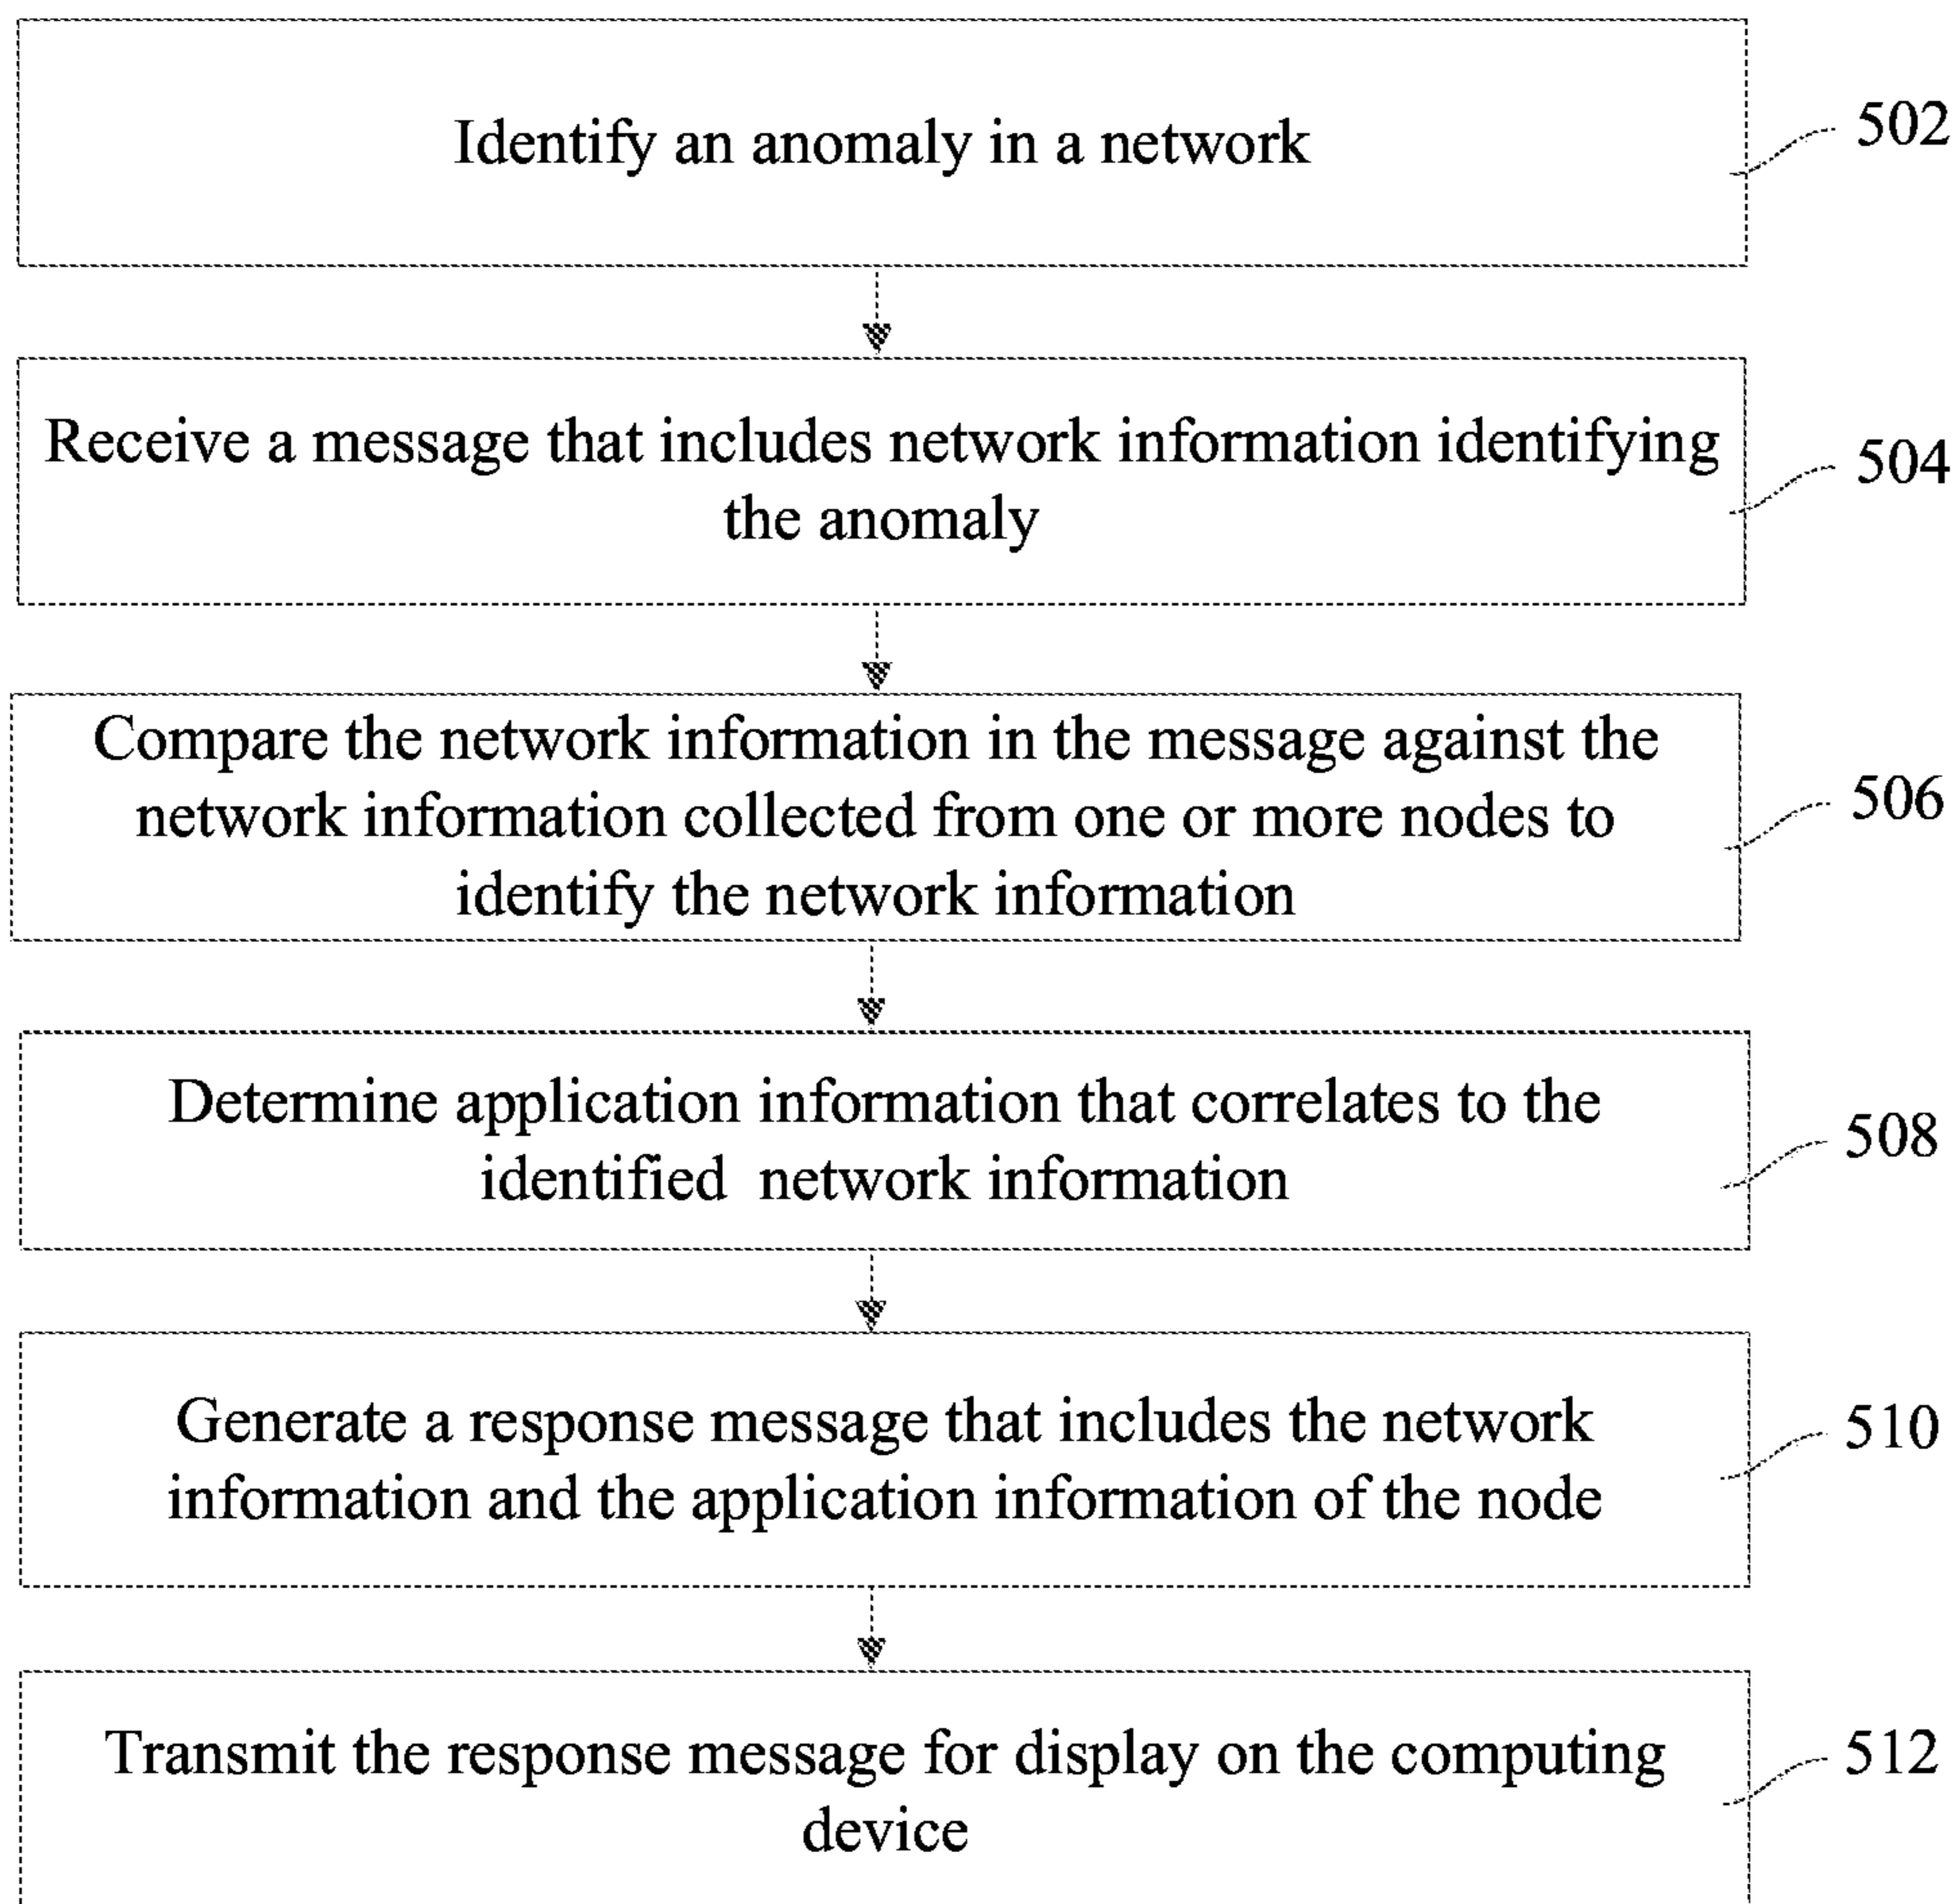 Identify an anomaly in a network
502
Receive a message that includes network information identifying
the anomaly
504
Compare the network information in the message against the
network information collected from one or more nodes to
identify the network information
506
Determine application information that correlates to the
identified network information
508
Generate a response message that includes the network
information and the application information of the node
510
Transmit the response message for display on the computing
device
512